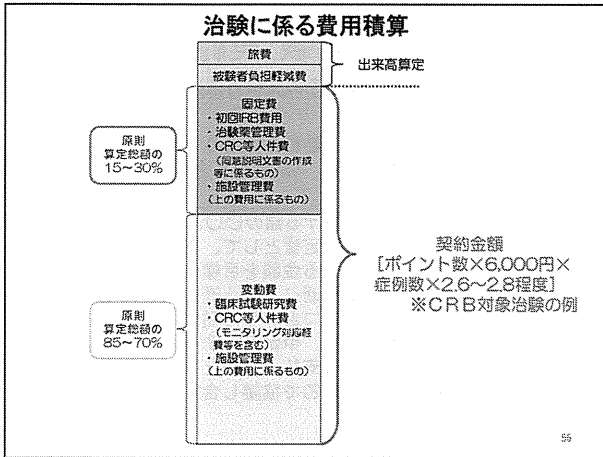 治験に係る費用積算
旅費
被験者負担軽減費
出来高算定
固定費
・初回IRB費用
・治験薬管理費
・CRC等人件費
(同意説明文書の作成
等に係るもの)
・施設管理費
(上の費用に係るもの)
原則
算定総額の
15～30%
変動費
・臨床試験研究費
・CRC等人件費
(モニタリング対応経
費等を含む)
・施設管理費
(上の費用に係るもの)
原則
算定総額の
85～70%
契約金額
[ポイント数×6,000円×
症例数×2.6～2.8程度]
※CRB対象治験の例
55